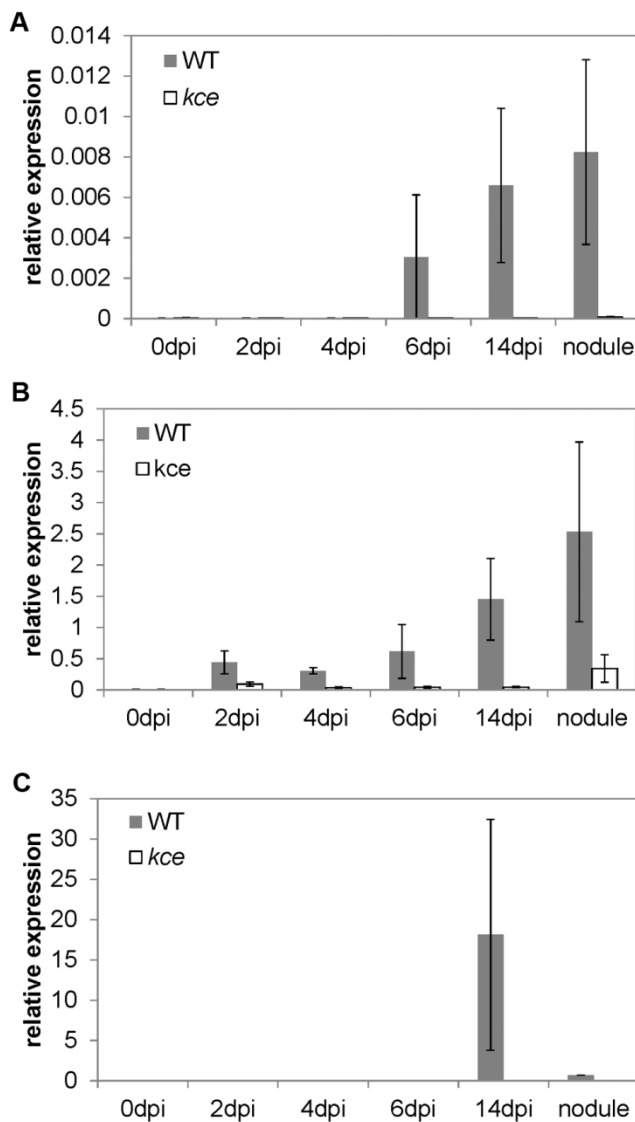 A
relative expression
0.014
0.012
0.01
0.008
0.006
0.004
0.002
0
WT
kce
0dpi 2dpi 4dpi 6dpi 14dpi nodule
B
relative expression
4.5
4
3.5
3
2.5
2
1.5
1
0.5
0
WT
kce
0dpi 2dpi 4dpi 6dpi 14dpi nodule
C
relative expression
35
30
25
20
15
10
5
0
WT
kce
0dpi 2dpi 4dpi 6dpi 14dpi nodule